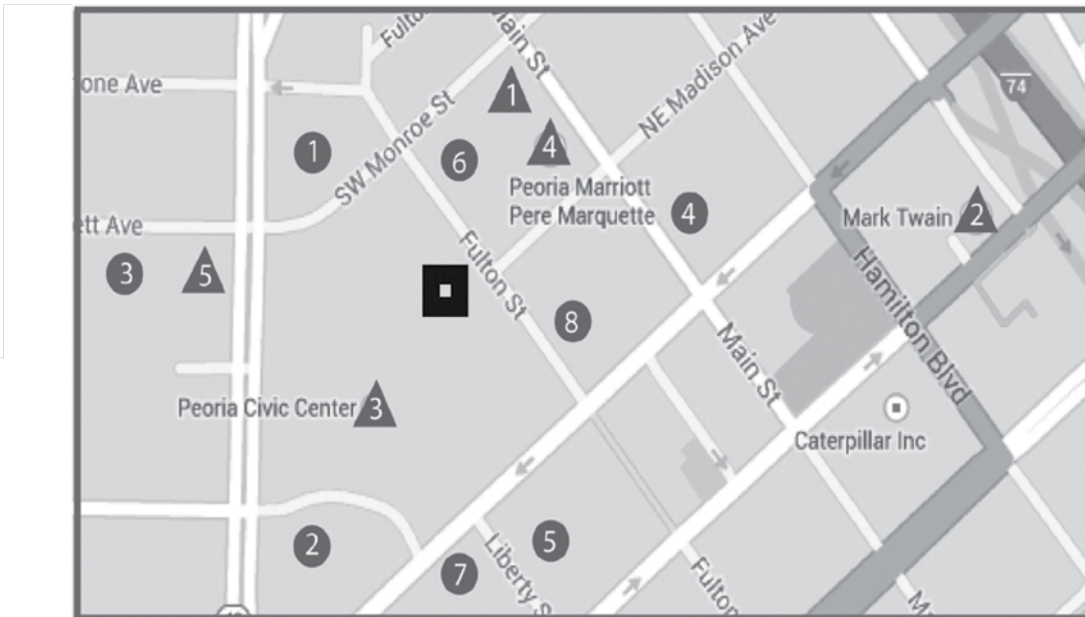 Fulto
Main St
one Ave
74
NE Madison Ave
1
SW Monroe St
1
6
4
Peoria Marriott
Pere Marquette
4
Mark Twain
2
ett Ave
3
5
Fulton St
8
Hamilton Blvd
Main St
Peoria Civic Center
3
Caterpillar Inc
2
5
7
Liberty S
Fulton
M